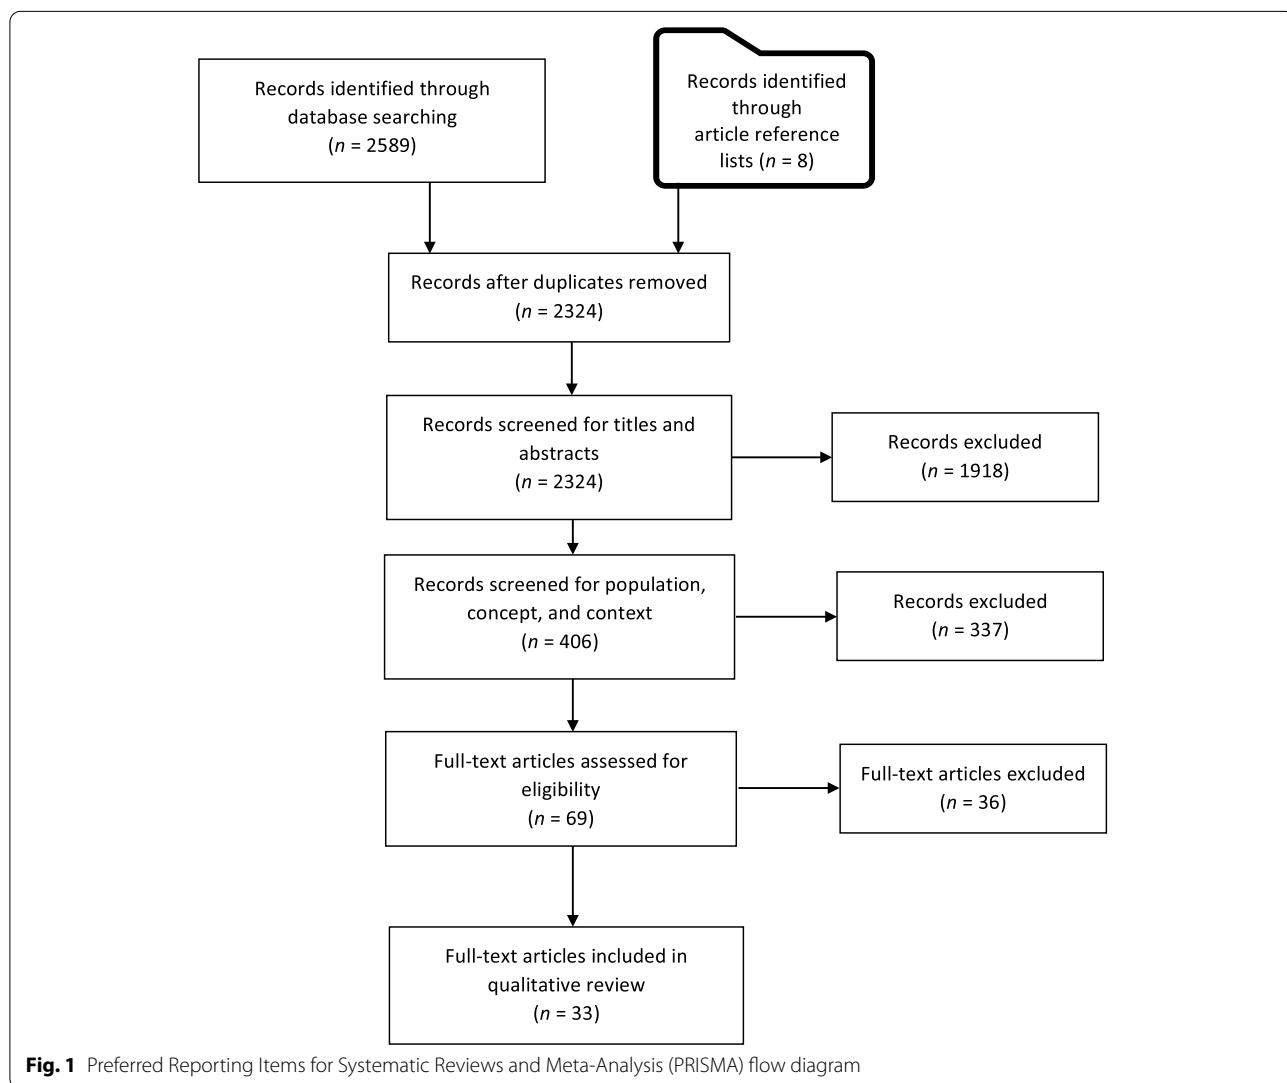 Records identified through
database searching
(n = 2589)
Records identified
through
article reference
lists (n = 8)
Records after duplicates removed
(n = 2324)
Records screened for titles and
abstracts
(n = 2324)
Records excluded
(n = 1918)
Records screened for population,
concept, and context
(n = 406)
Records excluded
(n = 337)
Full-text articles assessed for
eligibility
(n = 69)
Full-text articles excluded
(n = 36)
Full-text articles included in
qualitative review
(n = 33)
Fig. 1 Preferred Reporting Items for Systematic Reviews and Meta-Analysis (PRISMA) flow diagram